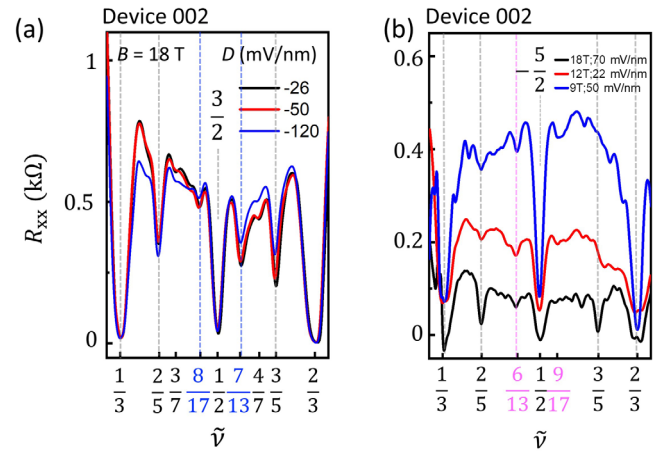 Device 002
(a)
B = 18 T
D (mV/nm)
3/2
-26
-50
-120
1
0.5
0
Rxx (kΩ)
1/3 2/5 3/7 8/17 1/2 7/13 4/7 3/5 2/3
ṽ
Device 002
(b)
-5/2
18T;70 mV/nm
12T;22 mV/nm
9T;50 mV/nm
0.6
0.4
0.2
0
1/3 2/5 6/13 1/2 9/17 3/5 2/3
ṽ